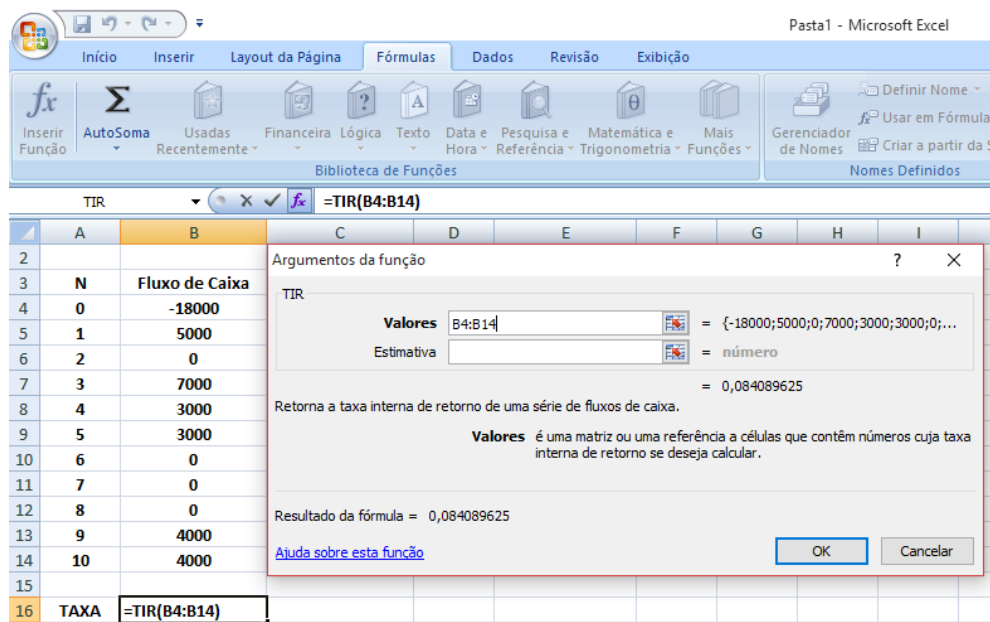 Pasta1 - Microsoft Excel
Início Inserir Layout da Página Fórmulas Dados Revisão Exibição
Inserir Função
AutoSoma
Usadas Recentemente
Financeira
Lógica
Texto
Data e Hora
Pesquisa e Referência
Matemática e Trigonometria
Mais Funções
Biblioteca de Funções
Gerenciador de Nomes
Definir Nome
Usar em Fórmula
Criar a partir da S
Nomes Definidos
TIR fx =TIR(B4:B14)
A B C D E F G H I
2
3 N Fluxo de Caixa
4 0 -18000
5 1 5000
6 2 0
7 3 7000
8 4 3000
9 5 3000
10 6 0
11 7 0
12 8 0
13 9 4000
14 10 4000
15
16 TAXA =TIR(B4:B14)
Argumentos da função ?
TIR
Valores B4:B14 = {-18000;5000;0;7000;3000;3000;0;...
Estimativa = número
= 0,084089625
Retorna a taxa interna de retorno de uma série de fluxos de caixa.
Valores é uma matriz ou uma referência a células que contêm números cuja taxa
interna de retorno se deseja calcular.
Resultado da fórmula = 0,084089625
Ajuda sobre esta função
OK Cancelar